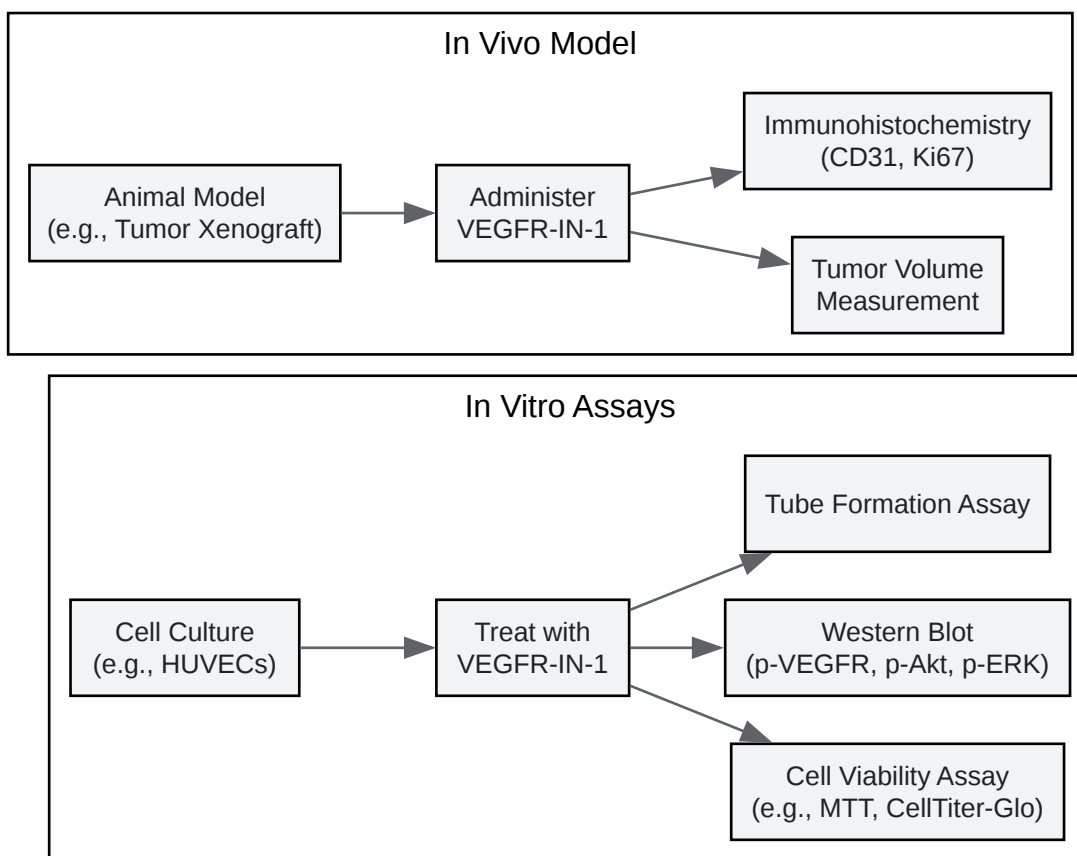 In Vivo Model
Animal Model
(e.g., Tumor Xenograft)
Administer
VEGFR-IN-1
Immunohistochemistry
(CD31, Ki67)
Tumor Volume
Measurement
In Vitro Assays
Cell Culture
(e.g., HUVECs)
Treat with
VEGFR-IN-1
Tube Formation Assay
Western Blot
(p-VEGFR, p-Akt, p-ERK)
Cell Viability Assay
(e.g., MTT, CellTiter-Glo)